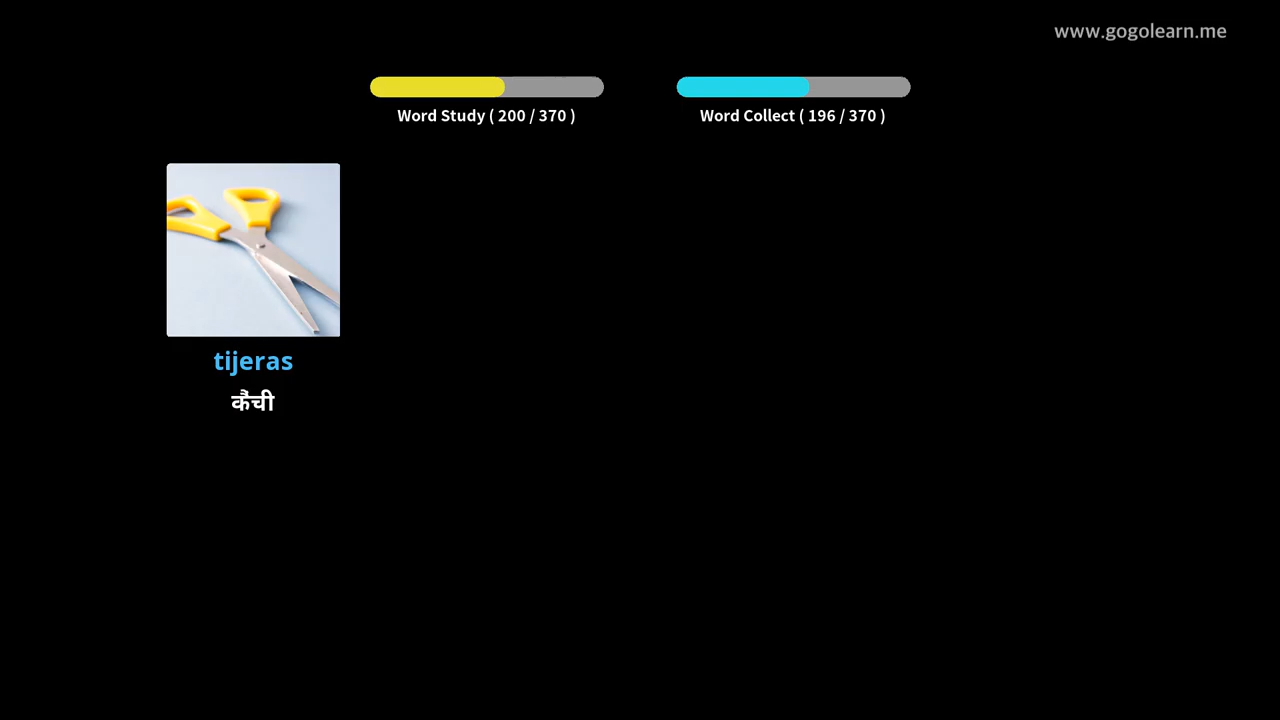 www.gogolearn.me
Word Study ( 200 / 370 )
Word Collect ( 196 / 370 )
tijeras
कैंची